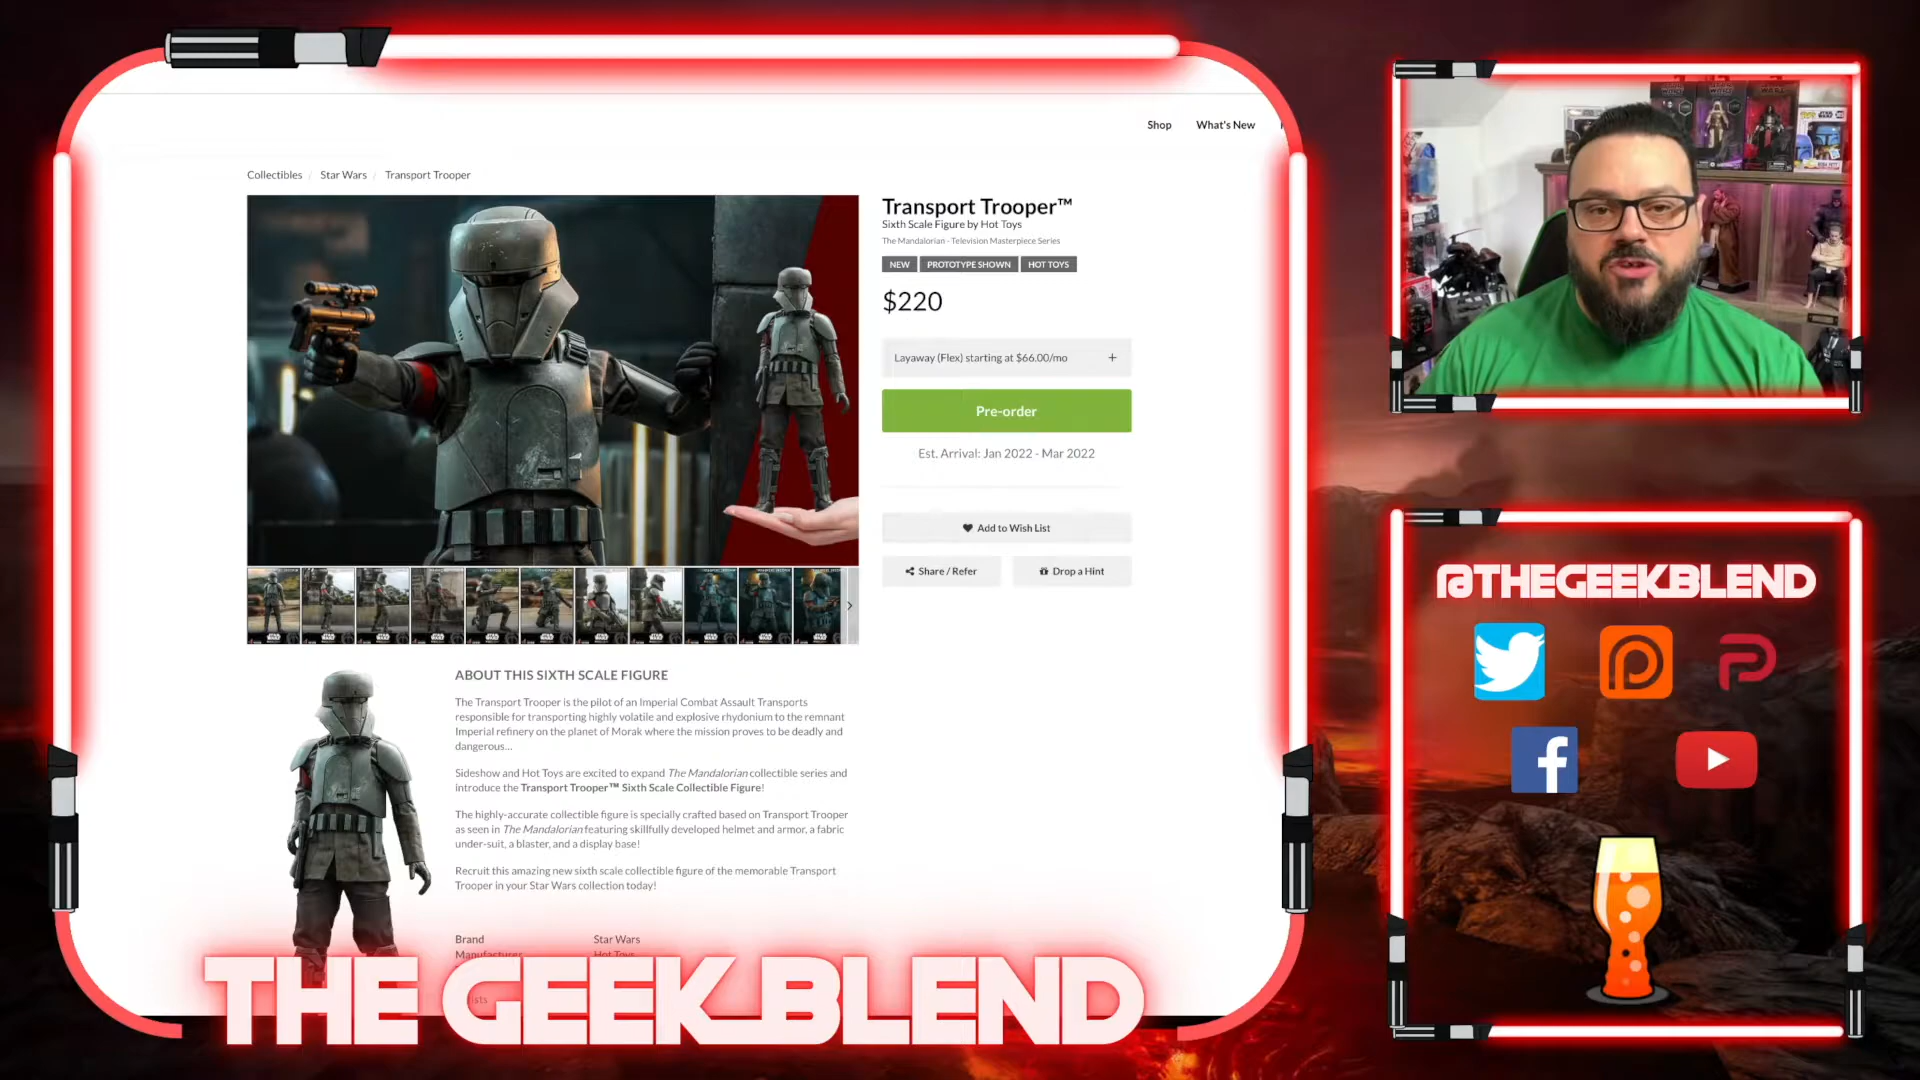 Shop What's New
Collectibles / Star Wars / Transport Trooper
Transport Trooper™
Sixth Scale Figure by Hot Toys
The Mandalorian - Television Masterpiece Series
NEW PROTOTYPE SHOWN HOT TOYS
$220
Layaway (Flex) starting at $66.00/mo +
Pre-order
Est. Arrival: Jan 2022 - Mar 2022
Add to Wish List
Share / Refer Drop a Hint
ABOUT THIS SIXTH SCALE FIGURE
The Transport Trooper is the pilot of an Imperial Combat Assault Transports
responsible for transporting highly volatile and explosive rhydonium to the remnant
Imperial refinery on the planet of Morak where the mission proves to be deadly and
dangerous...
Sideshow and Hot Toys are excited to expand The Mandalorian collectible series and
introduce the Transport Trooper™ Sixth Scale Collectible Figure!
The highly-accurate collectible figure is specially crafted based on Transport Trooper
as seen in The Mandalorian featuring skillfully developed helmet and armor, a fabric
under-suit, a blaster, and a display base!
Recruit this amazing new sixth scale collectible figure of the memorable Transport
Trooper in your Star Wars collection today!
Brand Star Wars
Manufacturer Hot Toys
THE GEEK BLEND
@THEGEEKBLEND